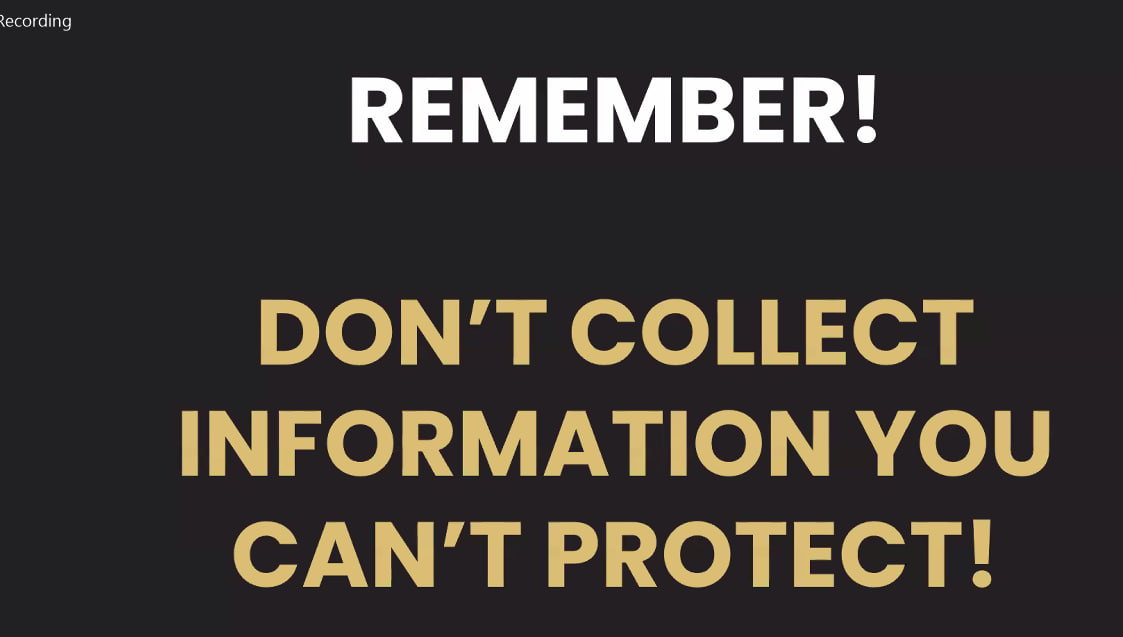 Recording
REMEMBER!
DON’T COLLECT
INFORMATION YOU
CAN’T PROTECT!